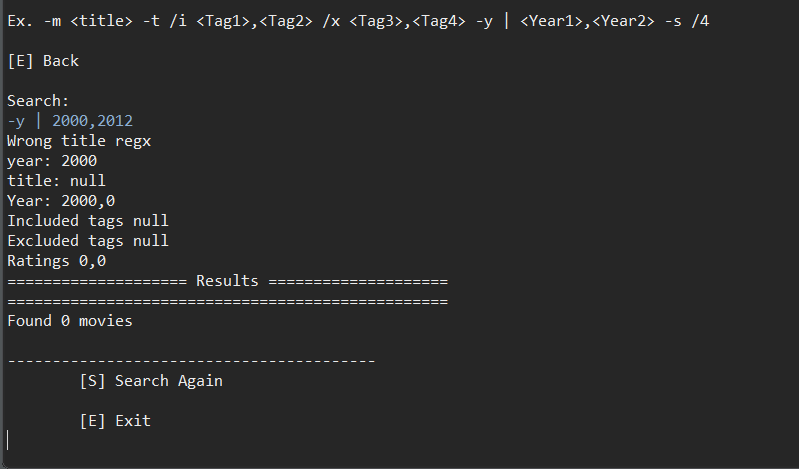 Ex. -m <title> -t /i <Tag1>,<Tag2> /x <Tag3>,<Tag4> -y | <Year1>,<Year2> -s /4
[E] Back
Search:
-y | 2000,2012
Wrong title regx
year: 2000
title: null
Year: 2000,0
Included tags null
Excluded tags null
Ratings 0,0
==================== Results ====================
=================================================
Found 0 movies
-----------------------------------------
[S] Search Again
[E] Exit